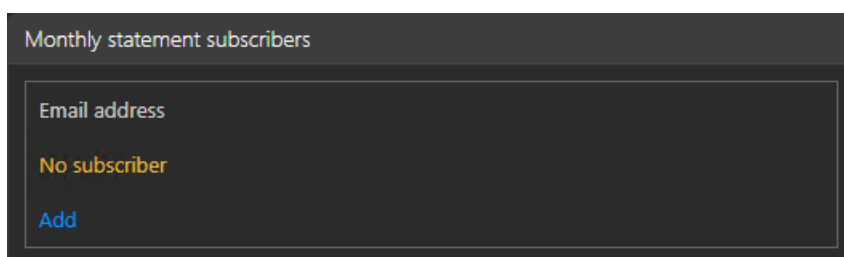 Monthly statement subscribers
Email address
No subscriber
Add